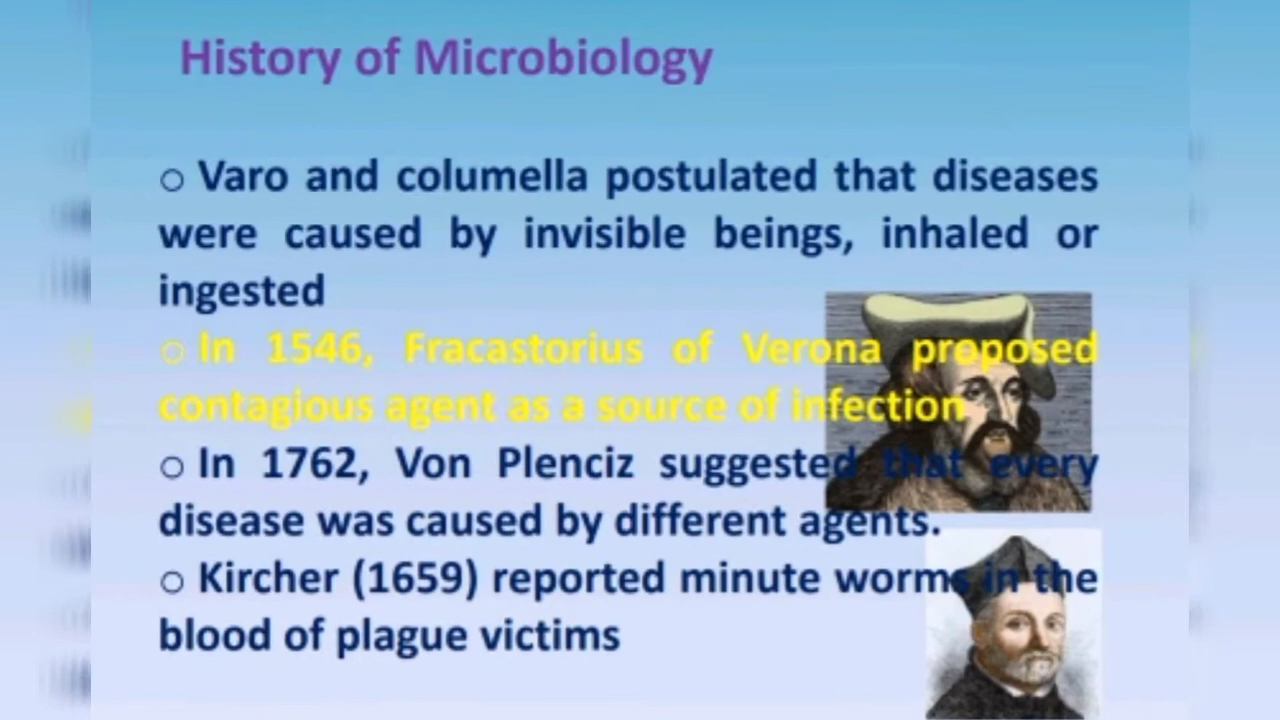 History of Microbiology
o Varo and columella postulated that diseases
were caused by invisible beings, inhaled or
ingested
o In 1546, Fracastorius of Verona proposed
contagious agent as a source of infection
o In 1762, Von Plenciz suggested that every
disease was caused by different agents.
o Kircher (1659) reported minute worms in the
blood of plague victims